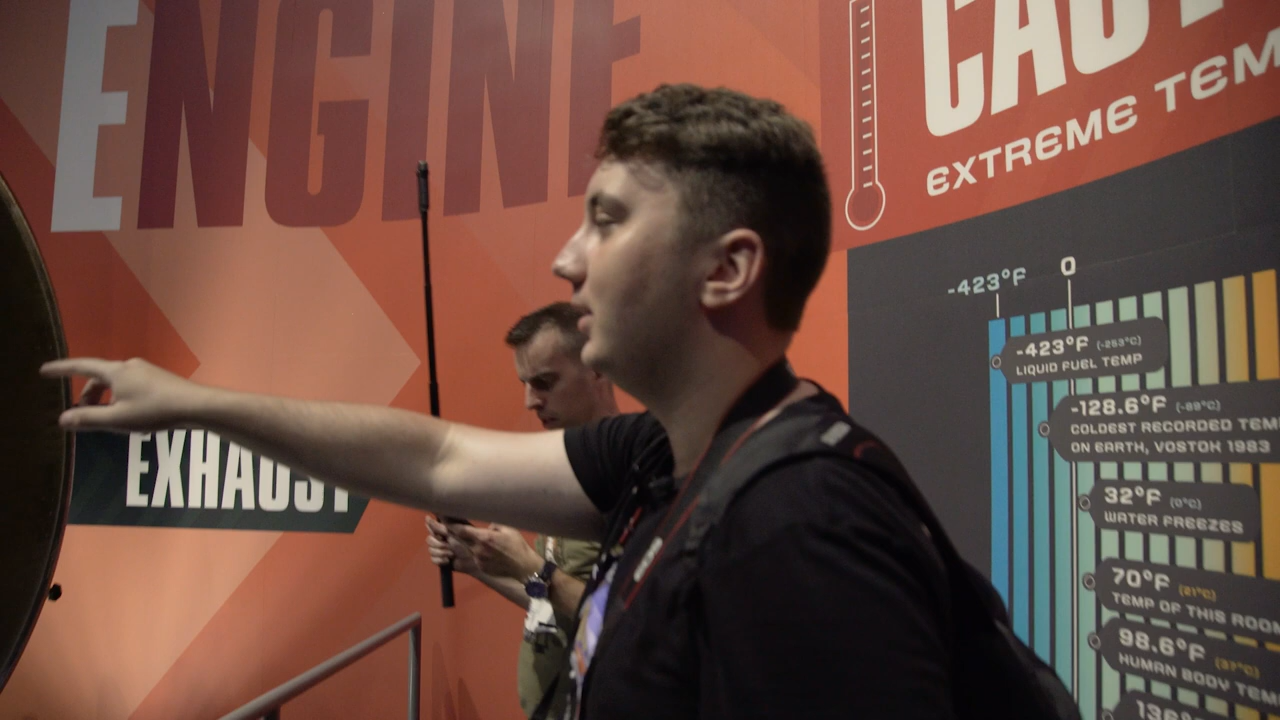 ENGINE
EXHAUST
EXTREME TEM
-423°F
0
-423°F (-253°C)
LIQUID FUEL TEMP
-128.6°F (-89°C)
COLDEST RECORDED TEM
ON EARTH, VOSTOK 1983
32°F (0°C)
WATER FREEZES
70°F (21°C)
TEMP OF THIS ROOM
98.6°F (37°C)
HUMAN BODY TEM